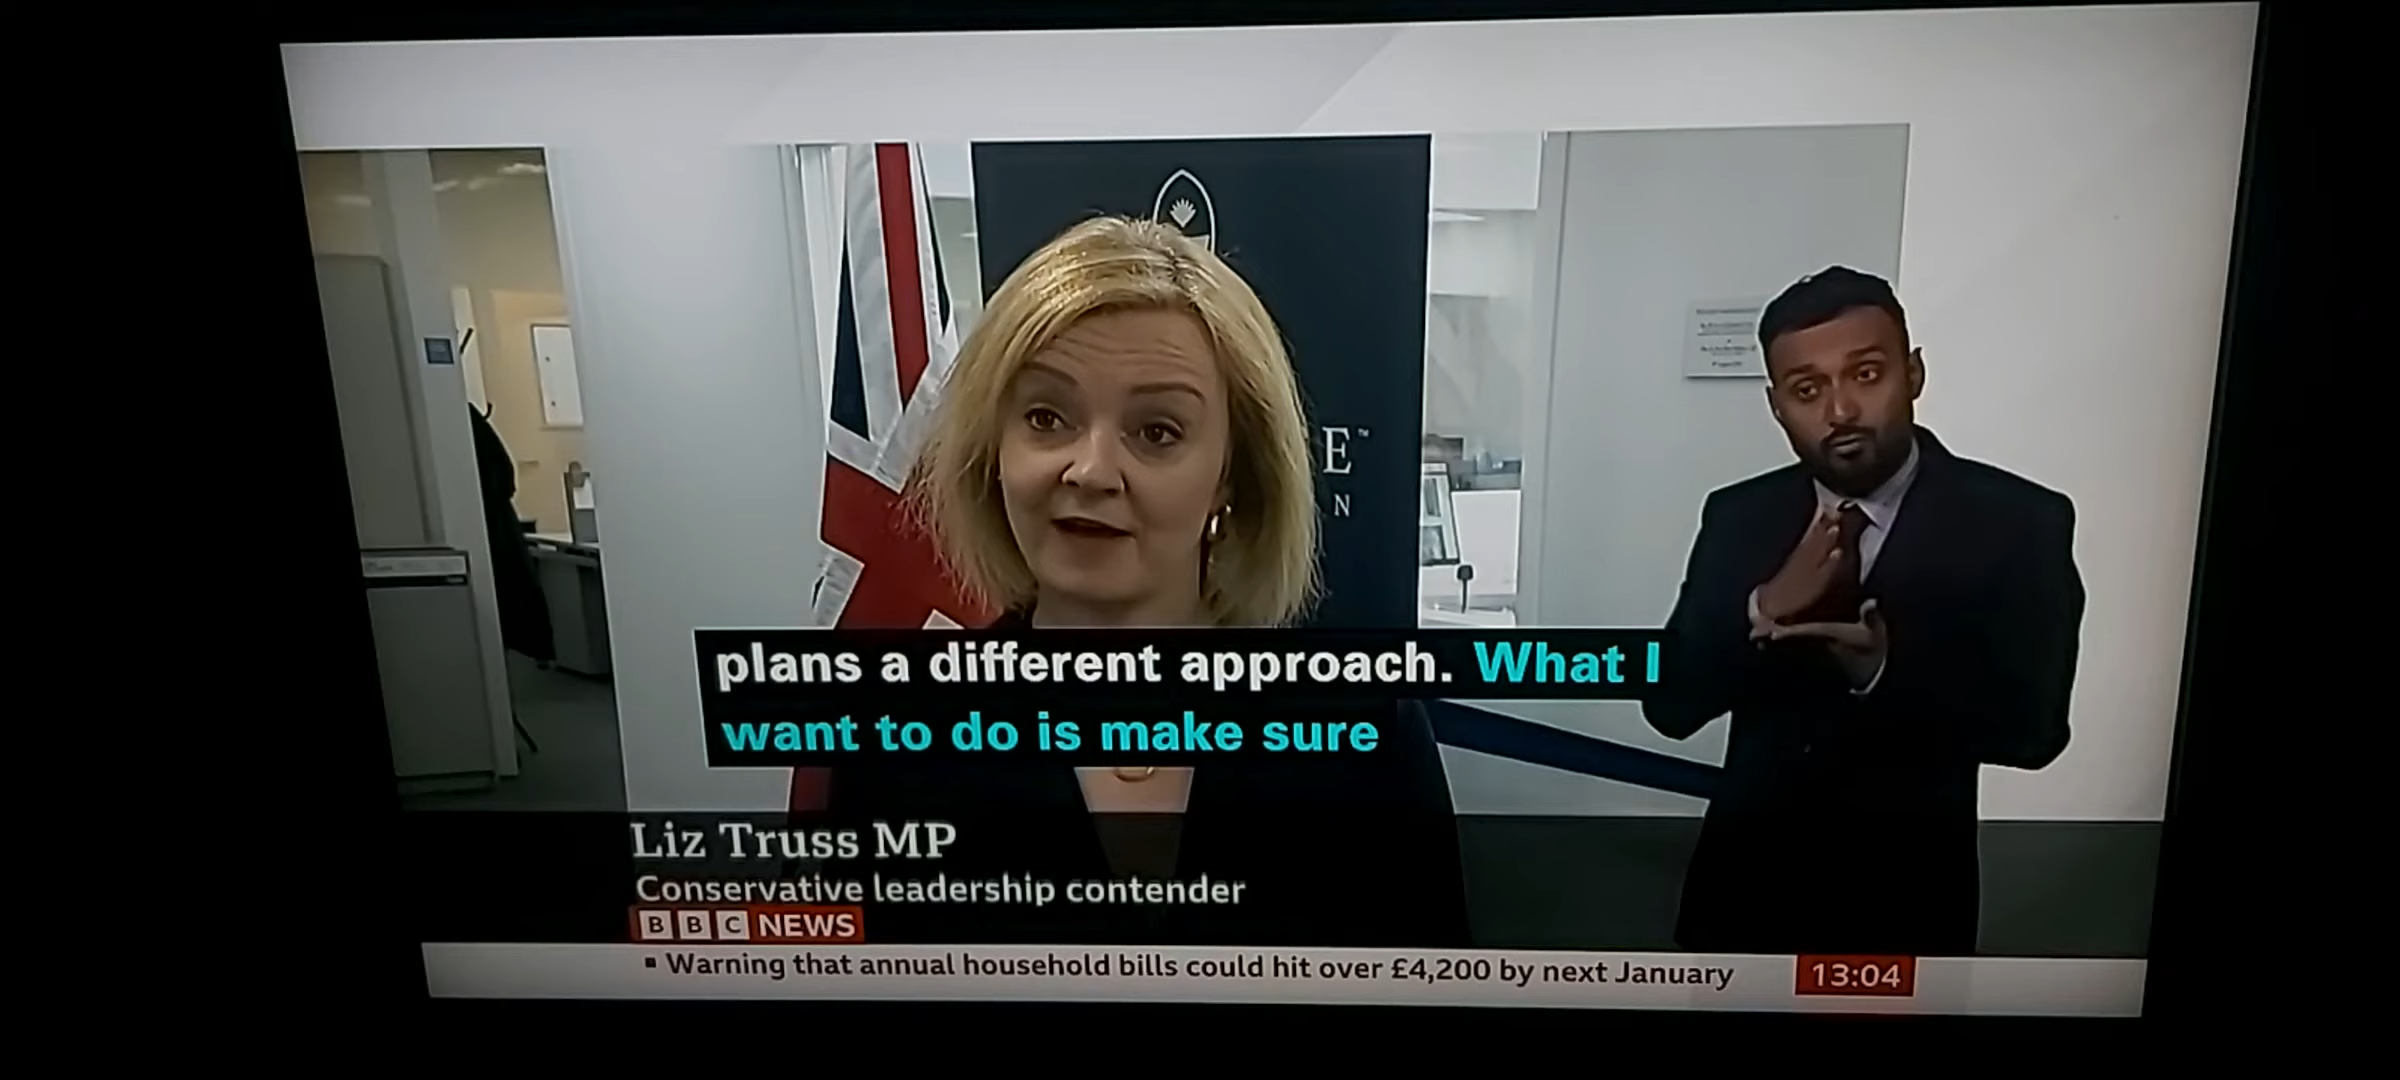 E™
N
plans a different approach. What I
want to do is make sure
Liz Truss MP
Conservative leadership contender
BBC NEWS
▪ Warning that annual household bills could hit over £4,200 by next January
13:04